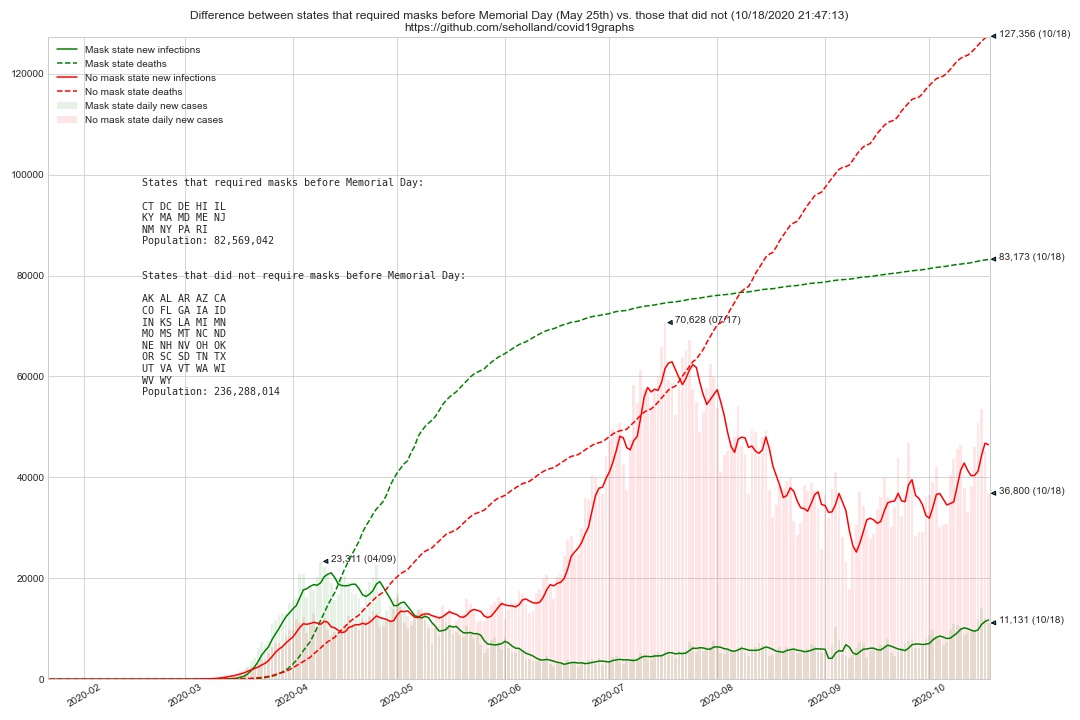 Difference between states that required masks before Memorial Day (May 25th) vs. those that did not (10/18/2020 21:47:13)
https://github.com/seholland/covid19graphs
Mask state new infections
Mask state deaths
No mask state new infections
No mask state deaths
Mask state daily new cases
No mask state daily new cases
127,356 (10/18)
120000
100000
States that required masks before Memorial Day:
CT DC DE HI IL
KY MA MD ME NJ
NM NY PA RI
Population: 82,569,042
83,173 (10/18)
80000
States that did not require masks before Memorial Day:
AK AL AR AZ CA
CO FL GA IA ID
IN KS LA MI MN
MO MS MT NC ND
NE NH NV OH OK
OR SC SD TN TX
UT VA VT WA WI
WV WY
Population: 236,288,014
70,628 (07/17)
60000
40000
36,800 (10/18)
23,311 (04/09)
20000
11,131 (10/18)
0
2020-02
2020-03
2020-04
2020-05
2020-06
2020-07
2020-08
2020-09
2020-10